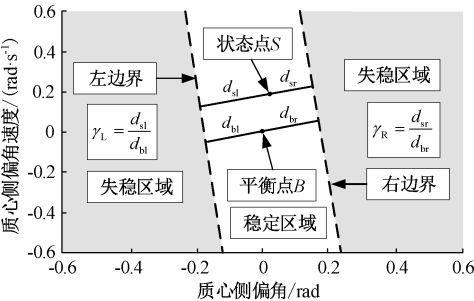 0.6
0.4
0.2
0
-0.2
-0.4
-0.6
质心侧偏角速度/(rad·s⁻¹)
状态点S
左边界
失稳区域
d_sl
d_sr
γ_L = d_sl/d_bl
d_bl
d_br
γ_R = d_sr/d_br
失稳区域
平衡点B
右边界
稳定区域
-0.6 -0.4 -0.2 0 0.2 0.4 0.6
质心侧偏角/rad